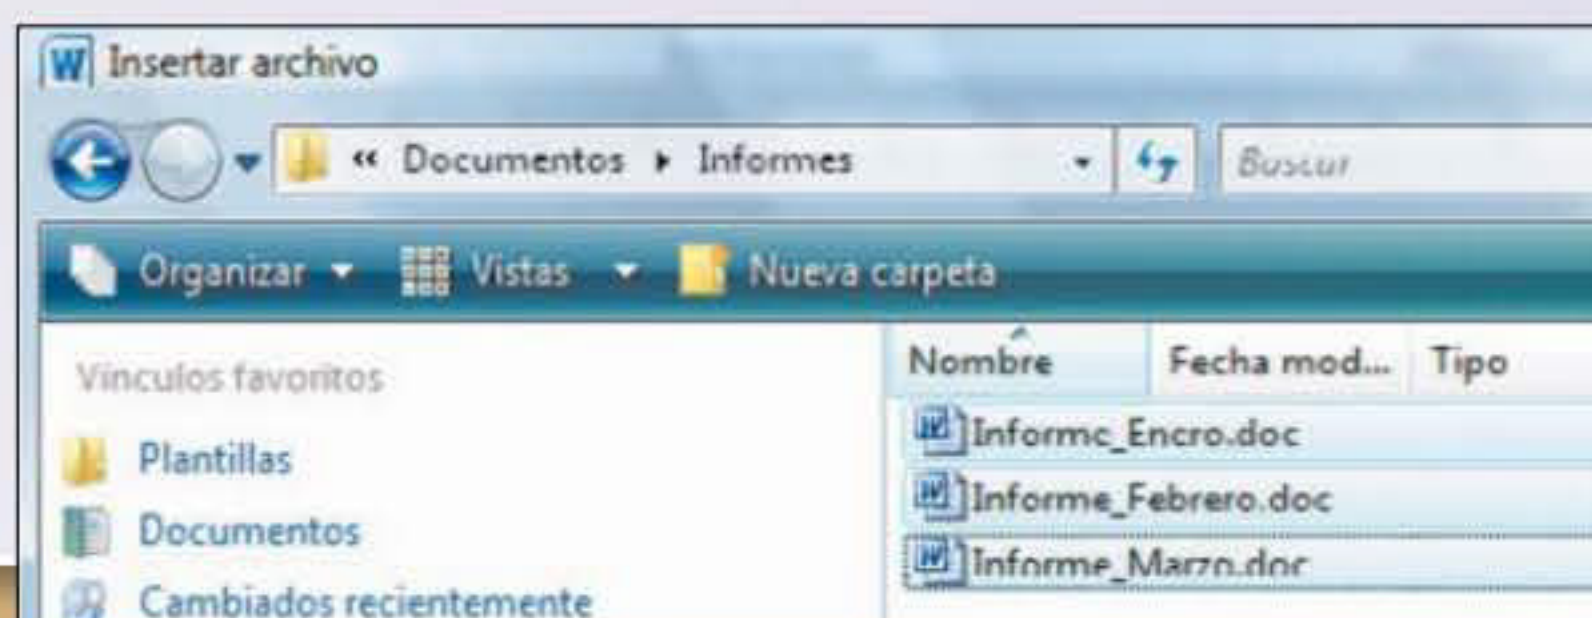 Insertar archivo
« Documentos ▸ Informes
Buscar
Organizar
Vistas
Nueva carpeta
Vínculos favoritos
Nombre
Fecha mod...
Tipo
Plantillas
Documentos
Cambiados recientemente
Informe_Enero.doc
Informe_Febrero.doc
Informe_Marzo.doc